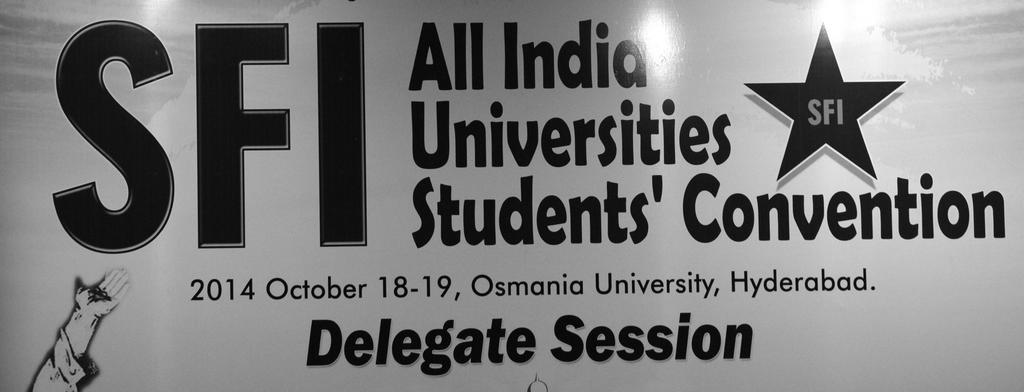 SFI
All India
Universities
Students' Convention
SFI
2014 October 18-19, Osmania University, Hyderabad.
Delegate Session